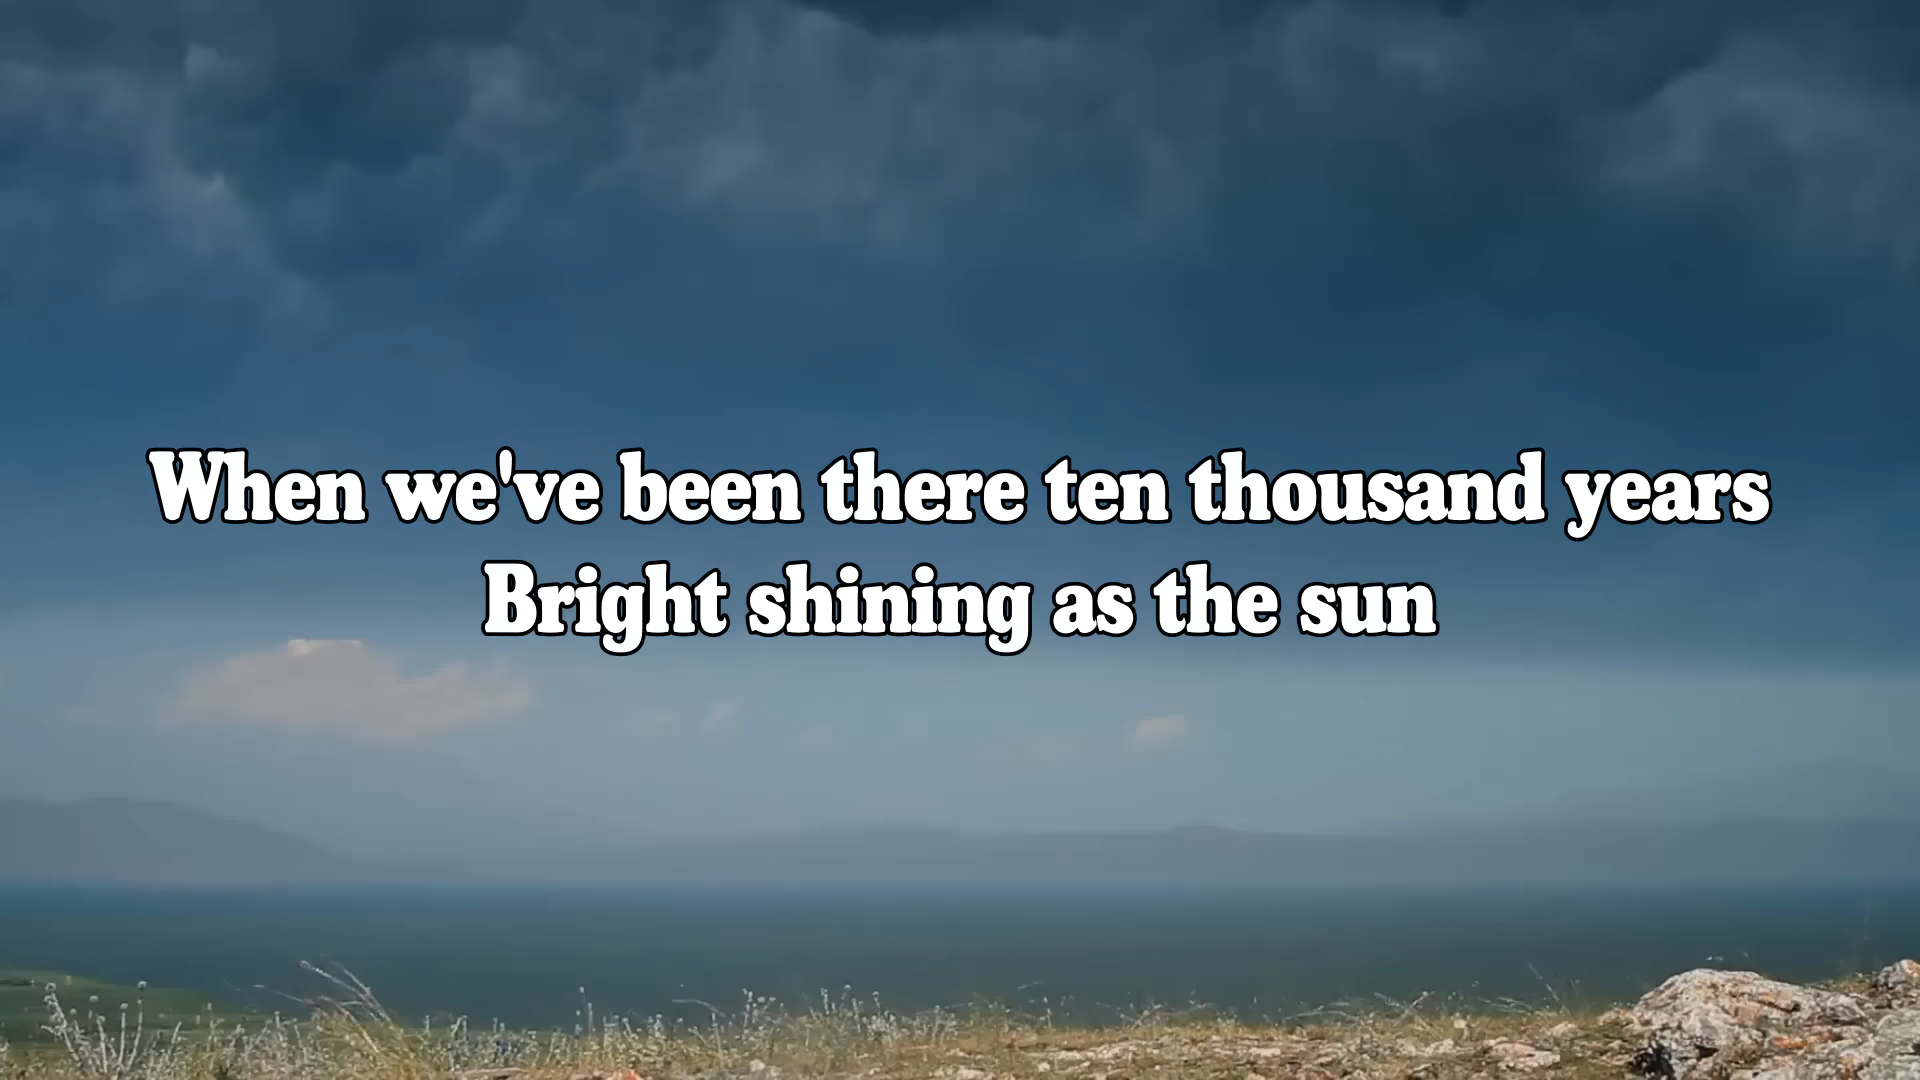 When we've been there ten thousand years
Bright shining as the sun